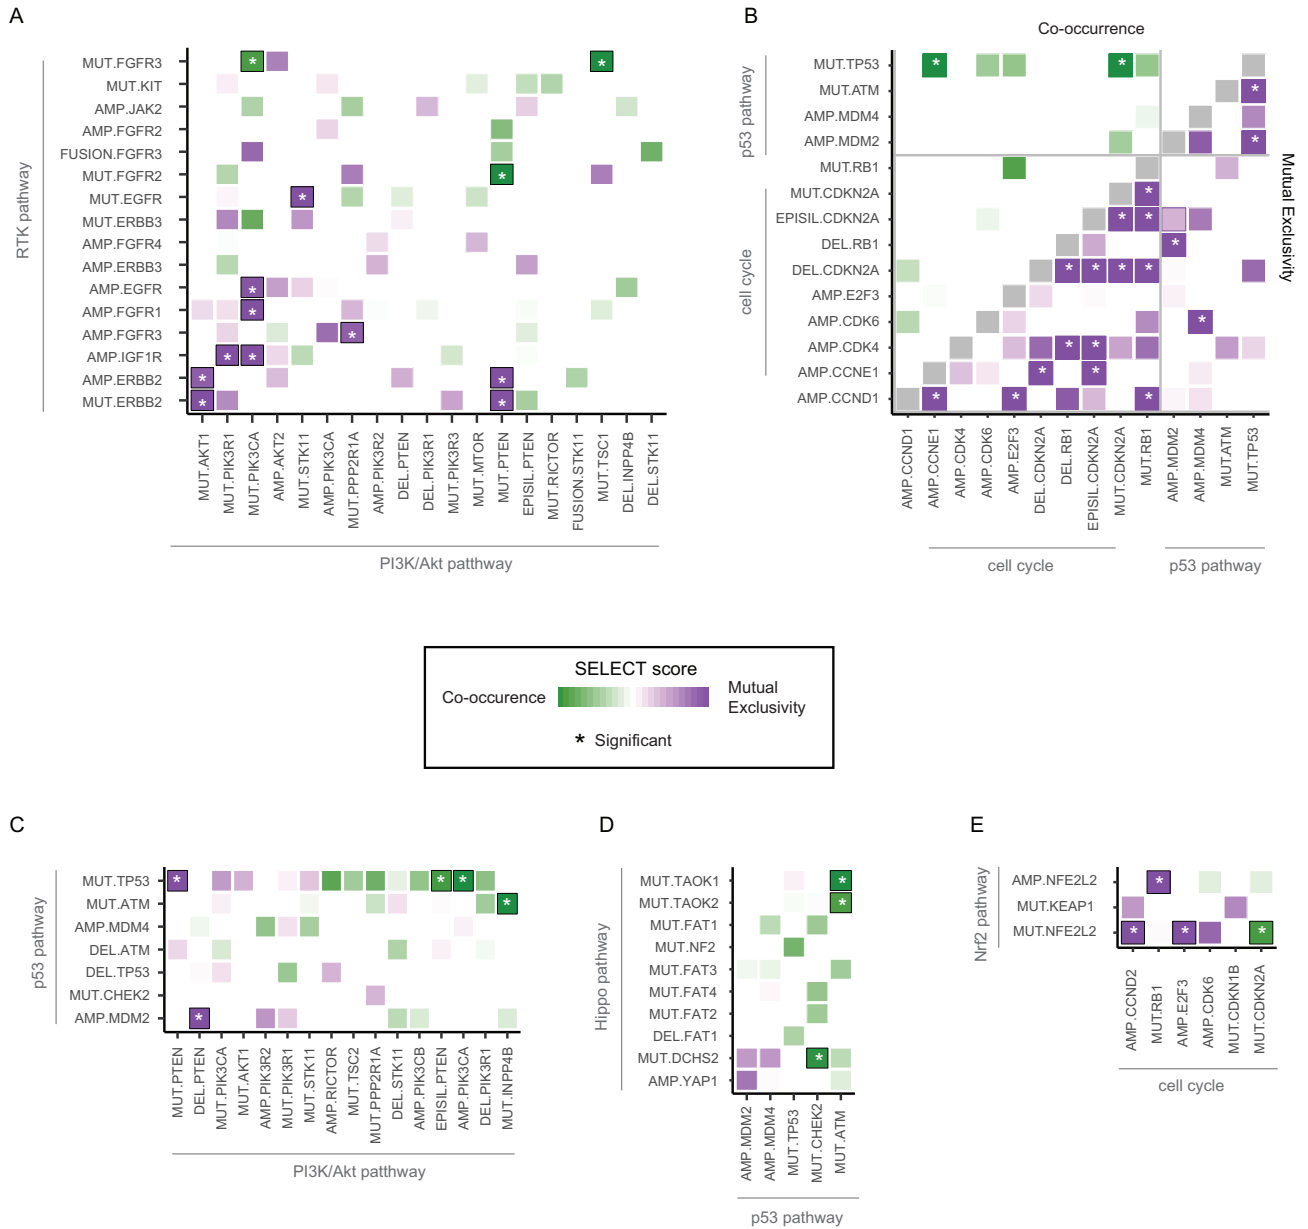 A
RTK pathway
MUT.FGFR3
MUT.KIT
AMP.JAK2
AMP.FGFR2
FUSION.FGFR3
MUT.FGFR2
MUT.EGFR
MUT.ERBB3
AMP.FGFR4
AMP.ERBB3
AMP.EGFR
AMP.FGFR1
AMP.FGFR3
AMP.IGF1R
AMP.ERBB2
MUT.ERBB2
MUT.AKT1
MUT.PIK3R1
MUT.PIK3CA
AMP.AKT2
MUT.STK11
AMP.PIK3CA
MUT.PPP2R1A
AMP.PIK3R2
DEL.PTEN
DEL.PIK3R1
MUT.PIK3R3
MUT.MTOR
MUT.PTEN
EPISIL.PTEN
MUT.RICTOR
FUSION.STK11
MUT.TSC1
DEL.INPP4B
DEL.STK11
PI3K/Akt patthway
B
Co-occurrence
Mutual Exclusivity
p53 pathway
cell cycle
MUT.TP53
MUT.ATM
AMP.MDM4
AMP.MDM2
MUT.RB1
MUT.CDKN2A
EPISIL.CDKN2A
DEL.RB1
DEL.CDKN2A
AMP.E2F3
AMP.CDK6
AMP.CDK4
AMP.CCNE1
AMP.CCND1
AMP.CCND1
AMP.CCNE1
AMP.CDK4
AMP.CDK6
AMP.E2F3
DEL.CDKN2A
DEL.RB1
EPISIL.CDKN2A
MUT.CDKN2A
MUT.RB1
AMP.MDM2
AMP.MDM4
MUT.ATM
MUT.TP53
cell cycle
p53 pathway
SELECT score
Co-occurence
Mutual
Exclusivity
* Significant
C
p53 pathway
MUT.TP53
MUT.ATM
AMP.MDM4
DEL.ATM
DEL.TP53
MUT.CHEK2
AMP.MDM2
MUT.PTEN
DEL.PTEN
MUT.PIK3CA
MUT.AKT1
AMP.PIK3R2
MUT.PIK3R1
MUT.STK11
AMP.RICTOR
MUT.TSC2
MUT.PPP2R1A
DEL.STK11
AMP.PIK3CB
EPISIL.PTEN
AMP.PIK3CA
DEL.PIK3R1
MUT.INPP4B
PI3K/Akt patthway
D
Hippo pathway
MUT.TAOK1
MUT.TAOK2
MUT.FAT1
MUT.NF2
MUT.FAT3
MUT.FAT4
MUT.FAT2
DEL.FAT1
MUT.DCHS2
AMP.YAP1
AMP.MDM2
AMP.MDM4
MUT.TP53
MUT.CHEK2
MUT.ATM
p53 pathway
E
Nrf2 pathway
AMP.NFE2L2
MUT.KEAP1
MUT.NFE2L2
AMP.CCND2
MUT.RB1
AMP.E2F3
AMP.CDK6
MUT.CDKN1B
MUT.CDKN2A
cell cycle